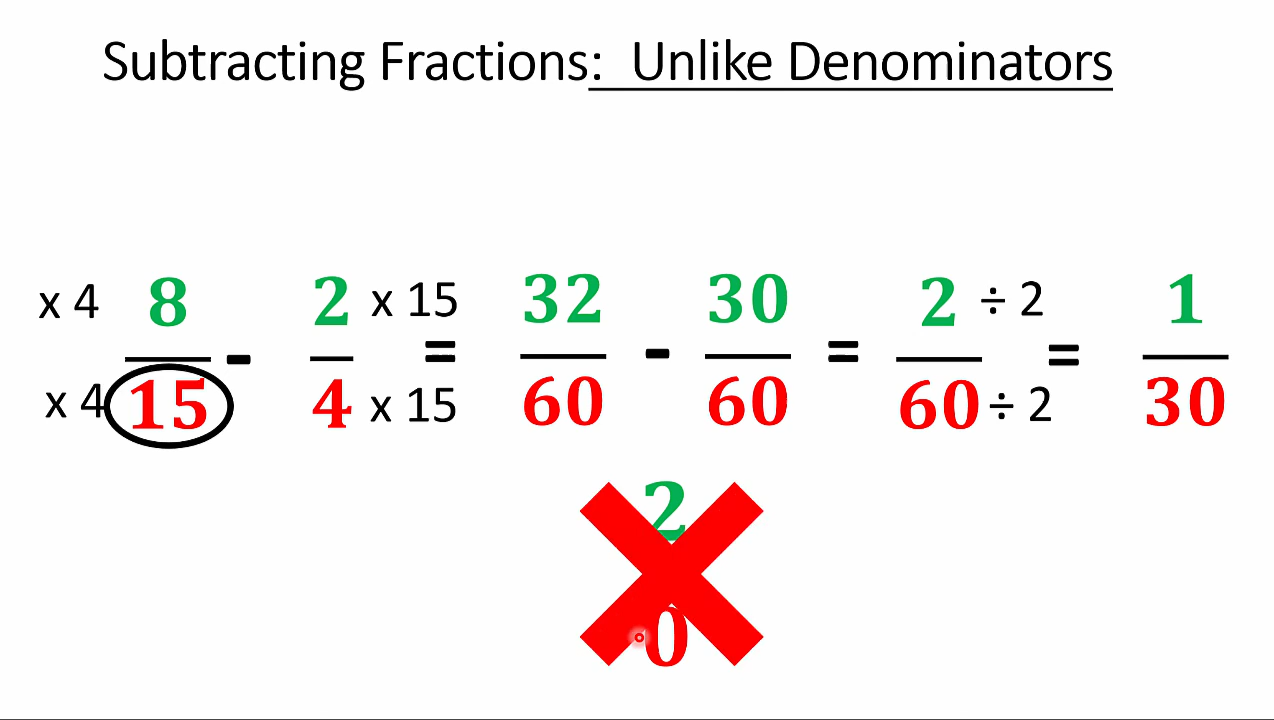 Subtracting Fractions: Unlike Denominators
x 4 8 - 2 x 15 = 32 - 30 = 2 ÷ 2 = 1
x 4 15 4 x 15 60 60 60 ÷ 2 30
2
0